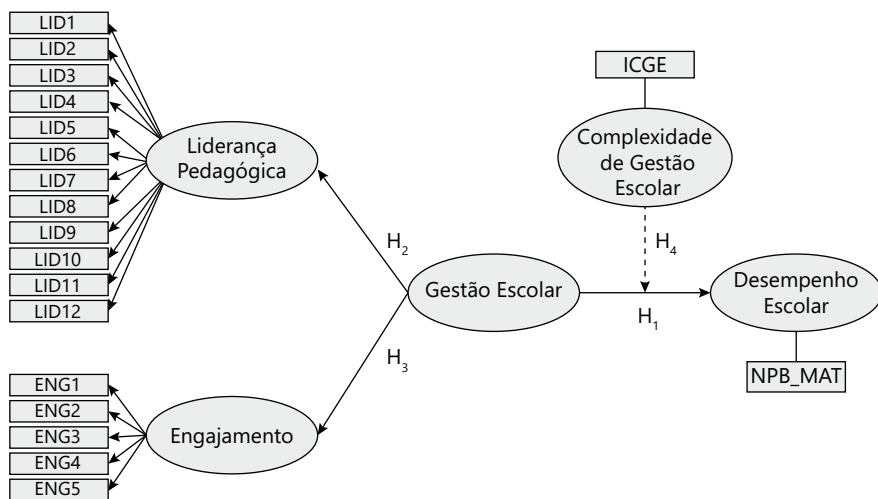 LID1
LID2
LID3
LID4
LID5
LID6
LID7
LID8
LID9
LID10
LID11
LID12
Liderança
Pedagógica
ICGE
Complexidade
de Gestão
Escolar
H2
H4
Gestão Escolar
Desempenho
Escolar
H1
H3
NPB_MAT
ENG1
ENG2
ENG3
ENG4
ENG5
Engajamento